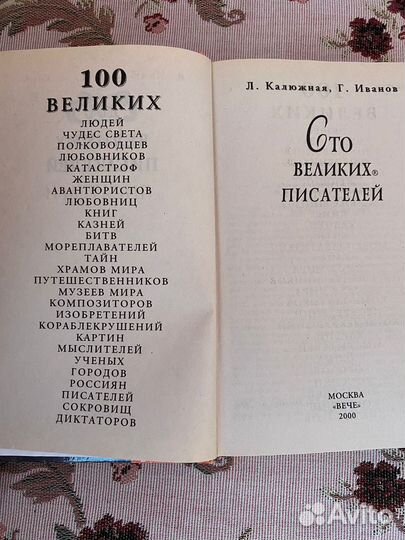 100
ВЕЛИКИХ
ЛЮДЕЙ
ЧУДЕС СВЕТА
ПОЛКОВОДЦЕВ
ЛЮБОВНИКОВ
КАТАСТРОФ
ЖЕНЩИН
АВАНТЮРИСТОВ
ЛЮБОВНИЦ
КНИГ
КАЗНЕЙ
БИТВ
МОРЕПЛАВАТЕЛЕЙ
ТАЙН
ХРАМОВ МИРА
ПУТЕШЕСТВЕННИКОВ
МУЗЕЕВ МИРА
КОМПОЗИТОРОВ
ИЗОБРЕТЕНИЙ
КОРАБЛЕКРУШЕНИЙ
КАРТИН
МЫСЛИТЕЛЕЙ
УЧЕНЫХ
ГОРОДОВ
РОССИЯН
ПИСАТЕЛЕЙ
СОКРОВИЩ
ДИКТАТОРОВ
Л. Калюжная, Г. Иванов
Сто
ВЕЛИКИХ®
ПИСАТЕЛЕЙ
МОСКВА
«ВЕЧЕ»
2000
Avito